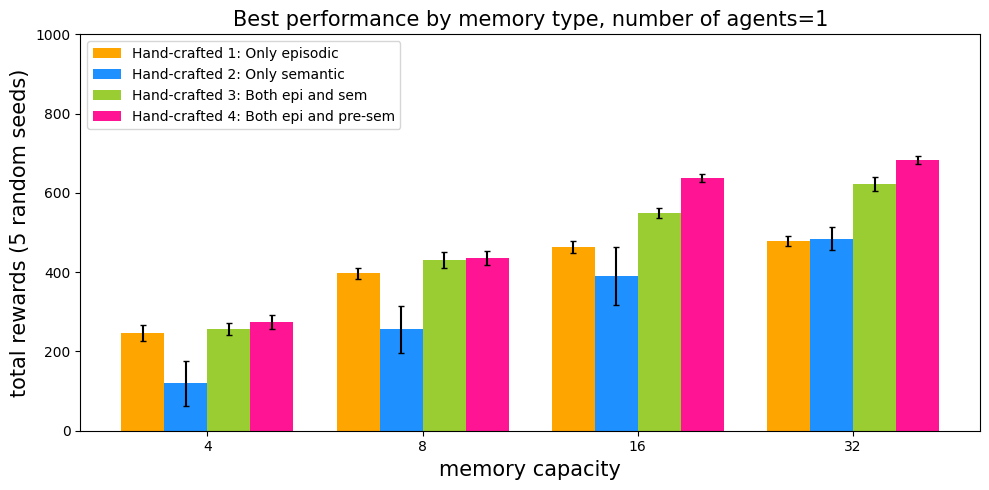 Best performance by memory type, number of agents=1
total rewards (5 random seeds)
1000
800
600
400
200
0
Hand-crafted 1: Only episodic
Hand-crafted 2: Only semantic
Hand-crafted 3: Both epi and sem
Hand-crafted 4: Both epi and pre-sem
4 8 16 32
memory capacity